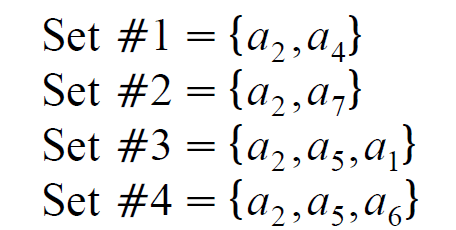 Set #1 = {a₂,a₄}
Set #2 = {a₂,a₇}
Set #3 = {a₂,a₅,a₁}
Set #4 = {a₂,a₅,a₆}